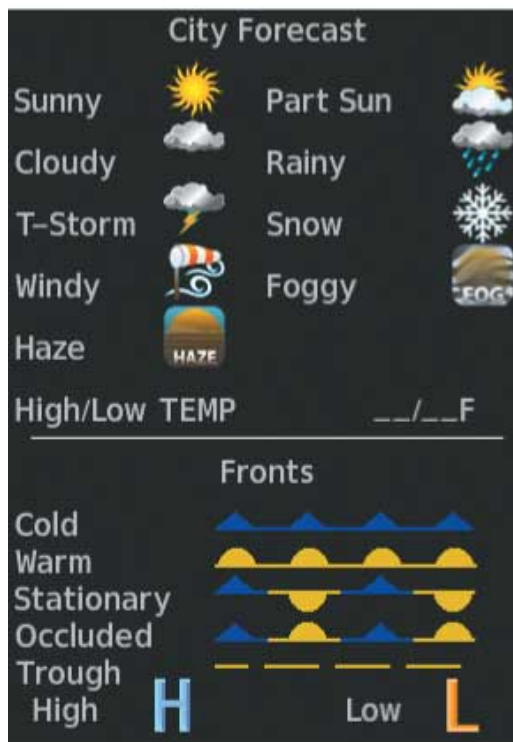 City Forecast
Sunny Part Sun
Cloudy Rainy
T-Storm Snow
Windy Foggy
FOG
Haze
HAZE
High/Low TEMP __/__F
Fronts
Cold
Warm
Stationary
Occluded
Trough
High H Low L